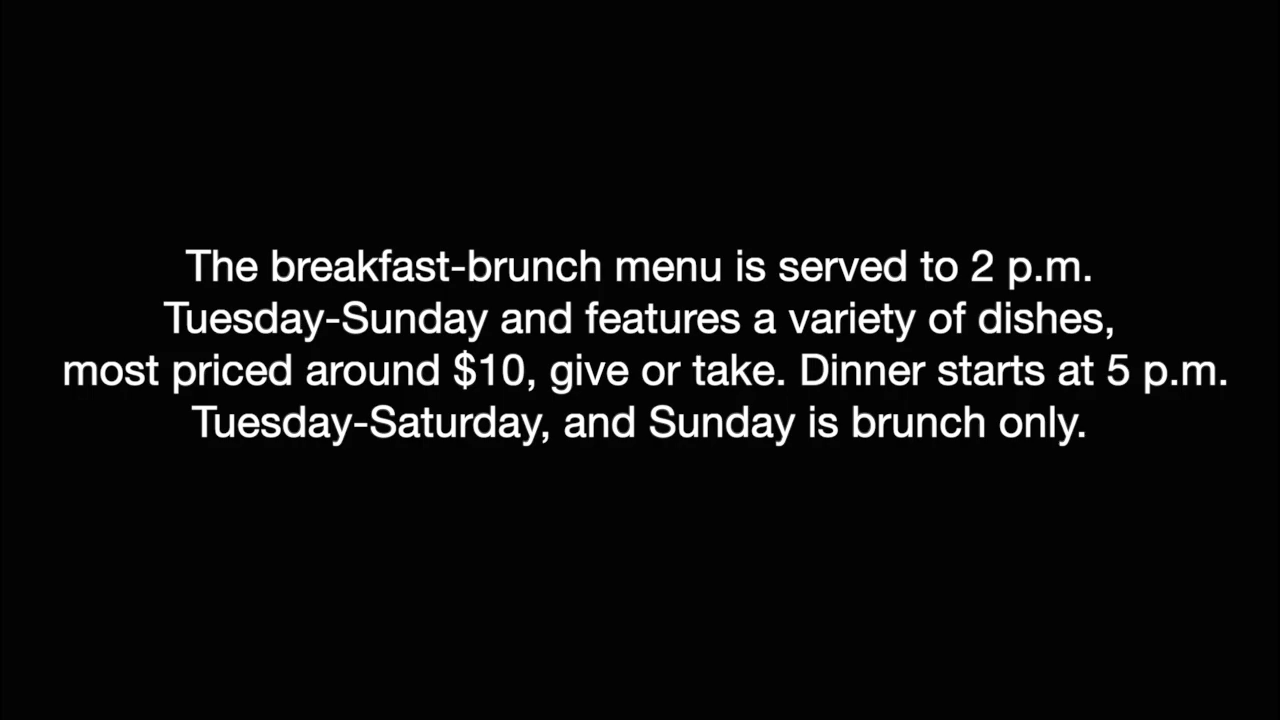 The breakfast-brunch menu is served to 2 p.m.
Tuesday-Sunday and features a variety of dishes,
most priced around $10, give or take. Dinner starts at 5 p.m.
Tuesday-Saturday, and Sunday is brunch only.